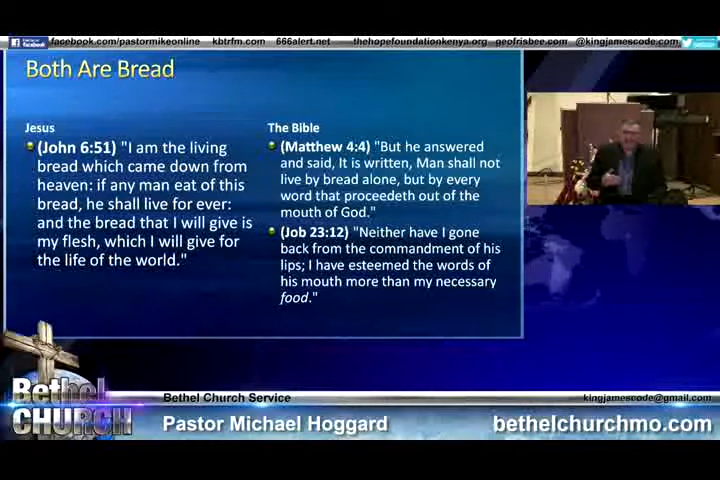 facebook.com/pastormikeonline kbtrfm.com 666alert.net thehopefoundationkenya.org geofrisbee.com @kingjamescode.com
Both Are Bread
Jesus
(John 6:51) "I am the living
bread which came down from
heaven: if any man eat of this
bread, he shall live for ever:
and the bread that I will give is
my flesh, which I will give for
the life of the world."
The Bible
(Matthew 4:4) "But he answered
and said, It is written, Man shall not
live by bread alone, but by every
word that proceedeth out of the
mouth of God."
(Job 23:12) "Neither have I gone
back from the commandment of his
lips; I have esteemed the words of
his mouth more than my necessary
food."
Bethel
CHURCH
Bethel Church Service
kingjamescode@gmail.com
Pastor Michael Hoggard
bethelchurchmo.com